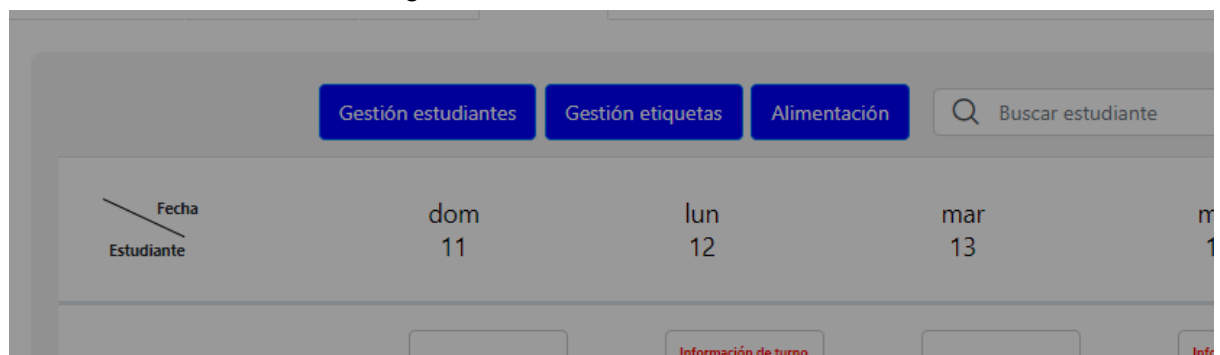 Gestión estudiantes Gestión etiquetas Alimentación Buscar estudiante
Fecha
Estudiante
dom lun mar
11 12 13
Información de turno